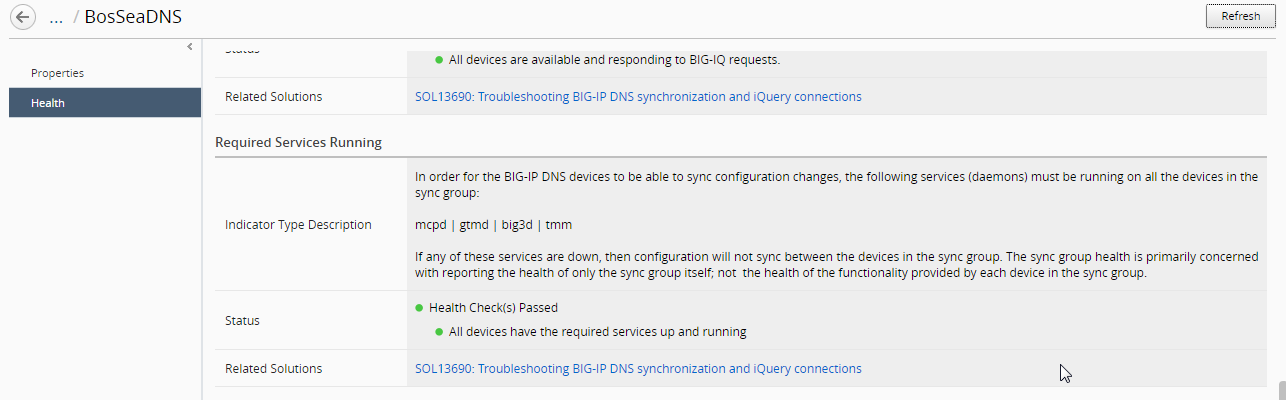 ... / BosSeaDNS
Refresh
Properties
Health
Status
All devices are available and responding to BIG-IQ requests.
Related Solutions
SOL13690: Troubleshooting BIG-IP DNS synchronization and iQuery connections
Required Services Running
Indicator Type Description
In order for the BIG-IP DNS devices to be able to sync configuration changes, the following services (daemons) must be running on all the devices in the
sync group:
mcpd | gtmd | big3d | tmm
If any of these services are down, then configuration will not sync between the devices in the sync group. The sync group health is primarily concerned
with reporting the health of only the sync group itself; not the health of the functionality provided by each device in the sync group.
Status
Health Check(s) Passed
All devices have the required services up and running
Related Solutions
SOL13690: Troubleshooting BIG-IP DNS synchronization and iQuery connections